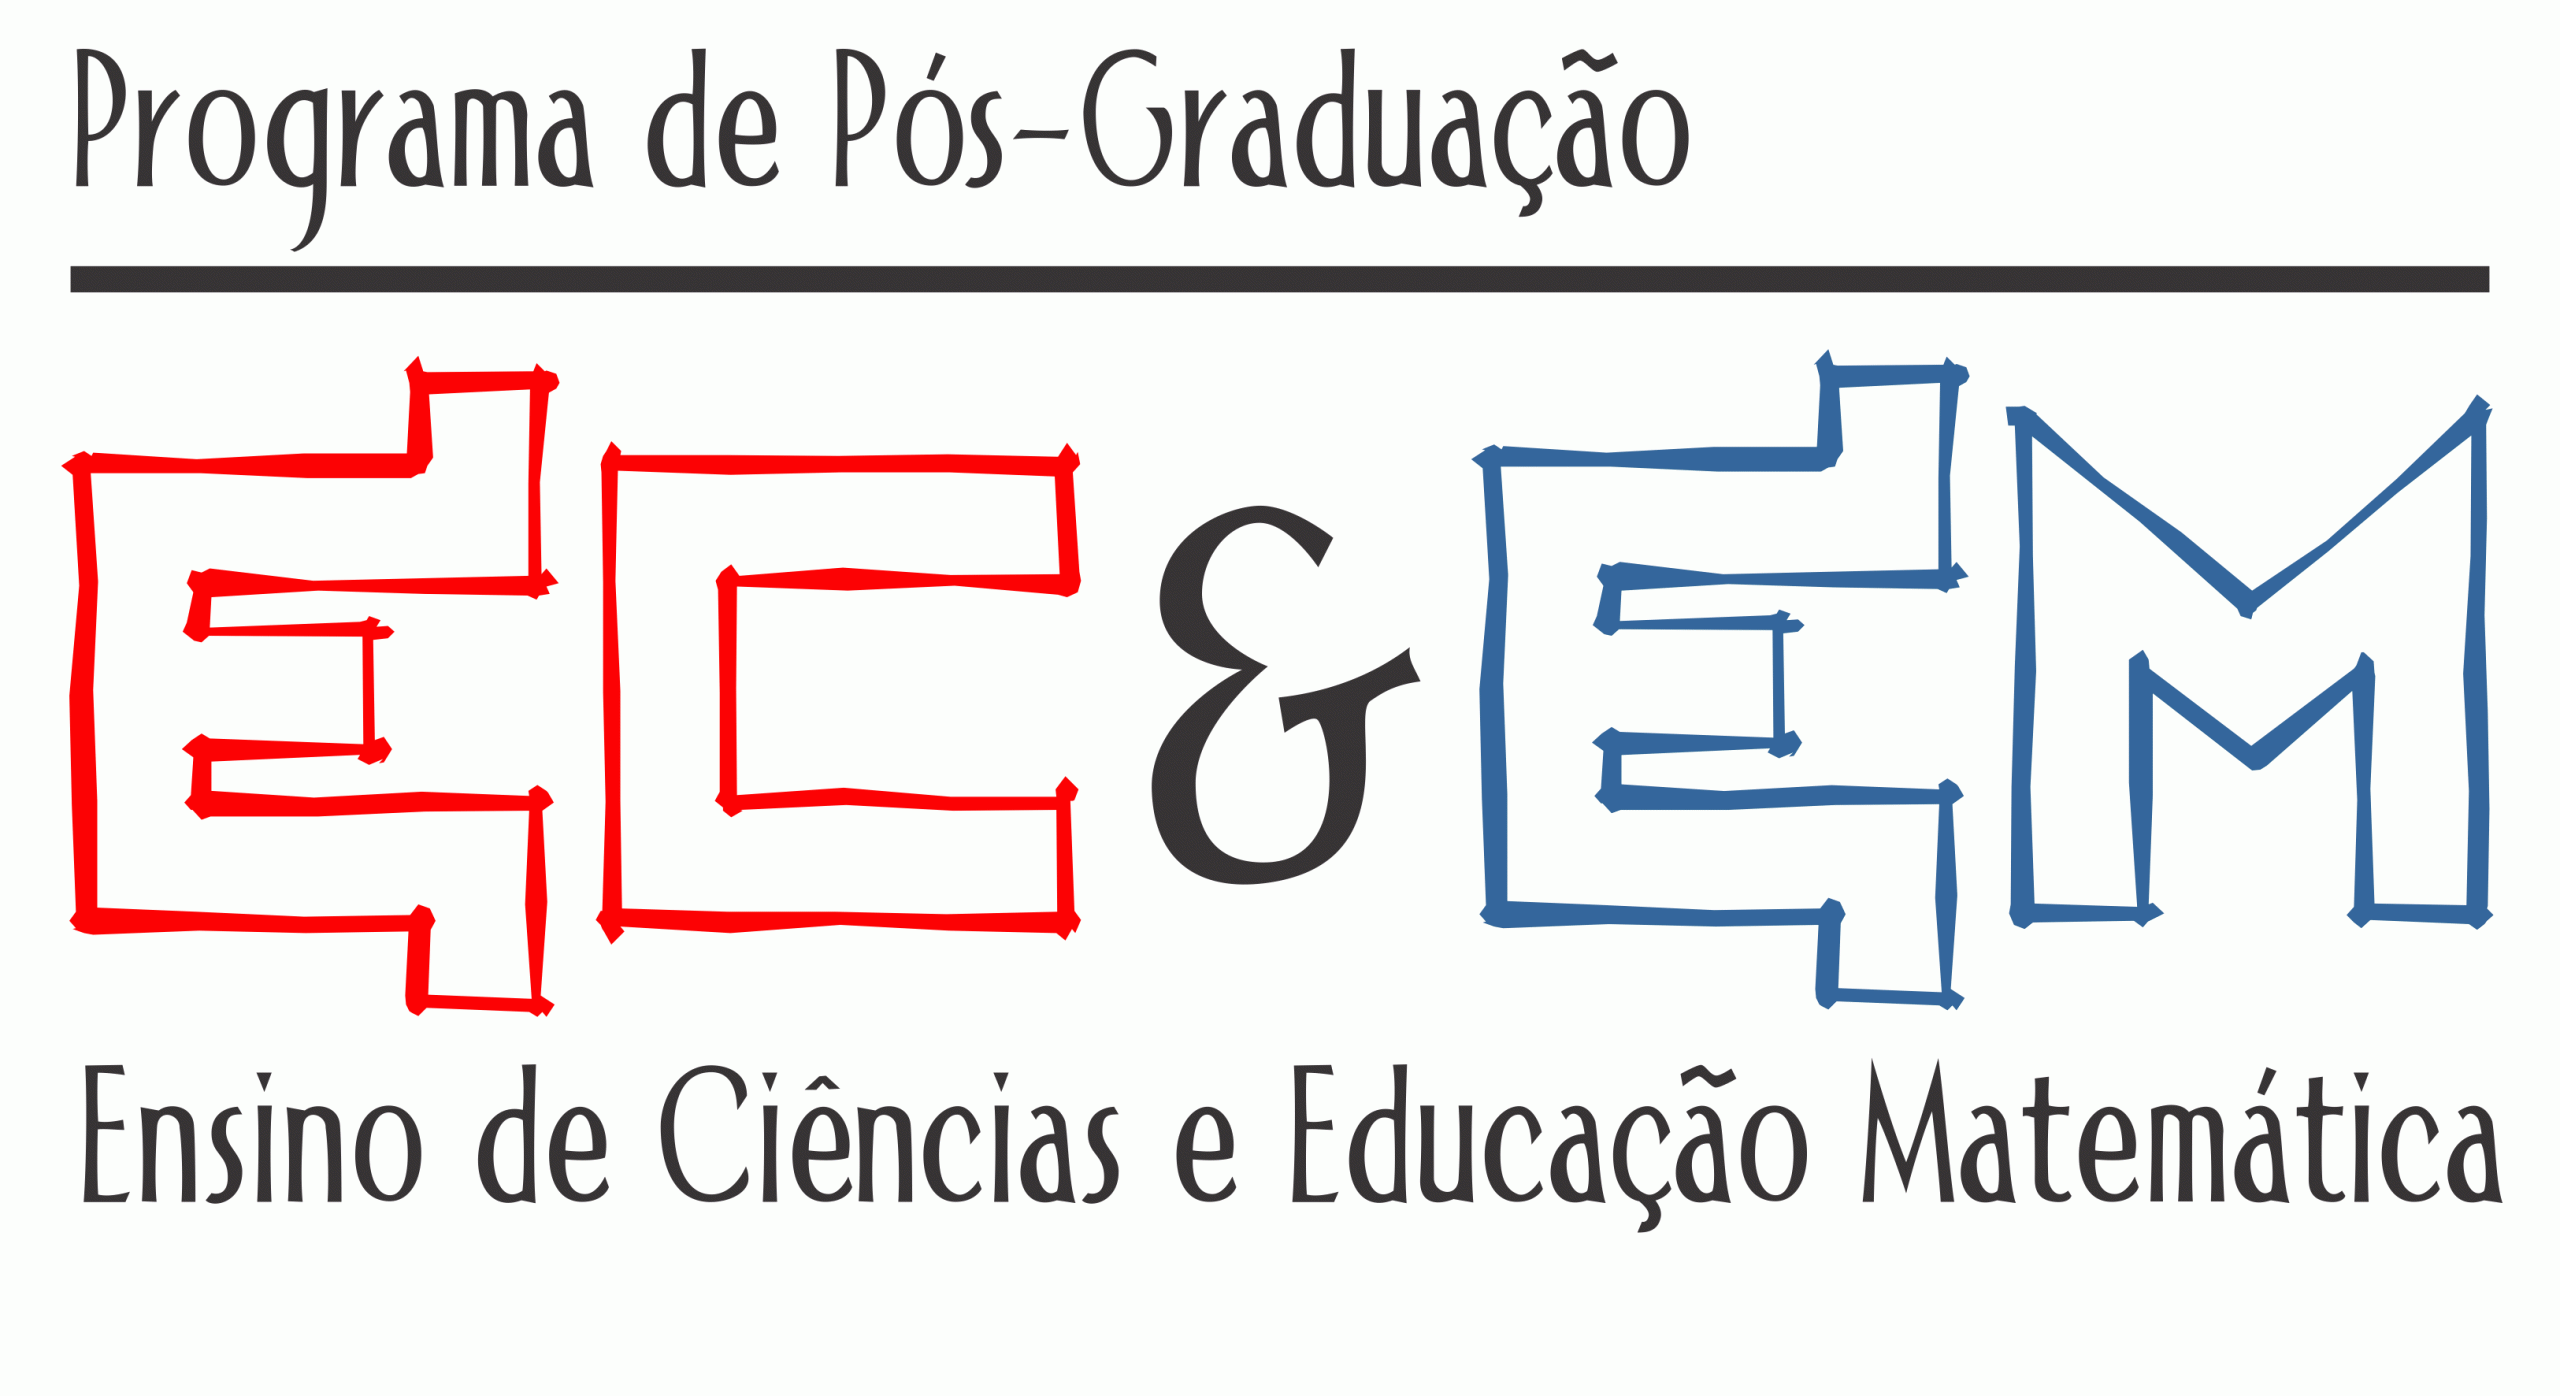 Programa de Pós-Graduação
EC&EM
Ensino de Ciências e Educação Matemática